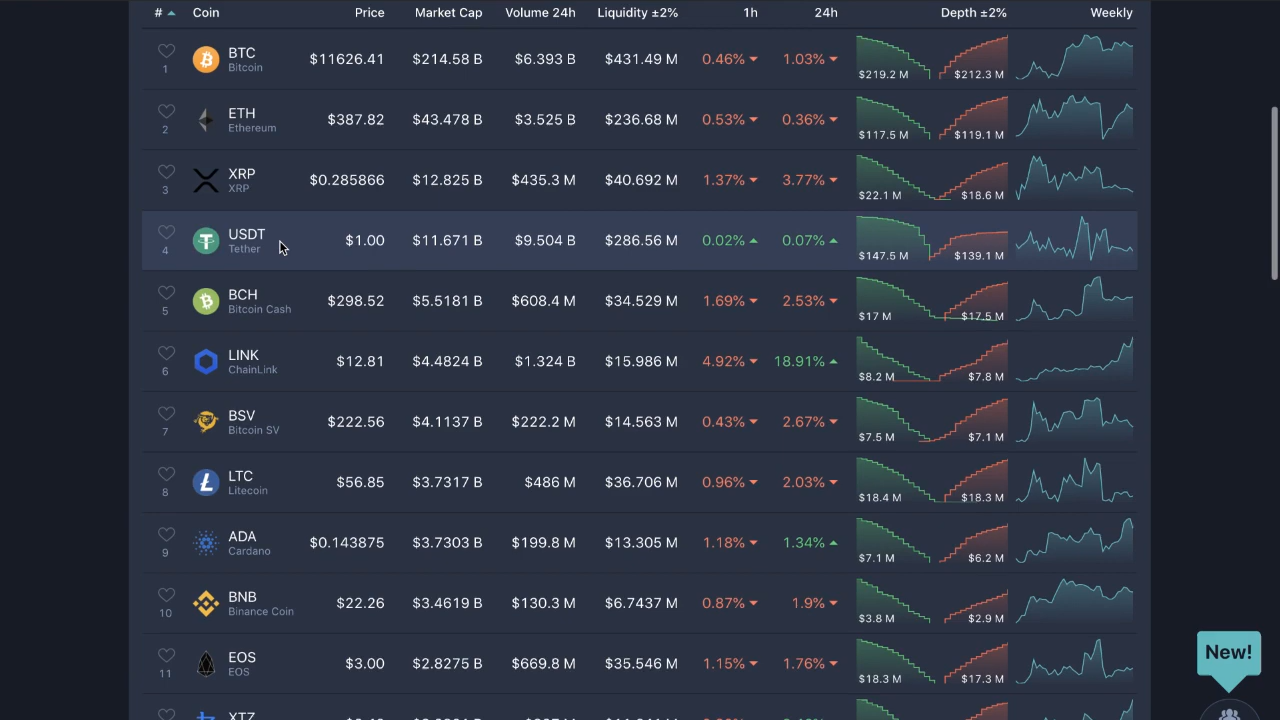 # Coin Price Market Cap Volume 24h Liquidity ±2% 1h 24h Depth ±2% Weekly
1 BTC Bitcoin $11626.41 $214.58 B $6.393 B $431.49 M 0.46% 1.03% $219.2 M $212.3 M
2 ETH Ethereum $387.82 $43.478 B $3.525 B $236.68 M 0.53% 0.36% $117.5 M $119.1 M
3 XRP XRP $0.285866 $12.825 B $435.3 M $40.692 M 1.37% 3.77% $22.1 M $18.6 M
4 USDT Tether $1.00 $11.671 B $9.504 B $286.56 M 0.02% 0.07% $147.5 M $139.1 M
5 BCH Bitcoin Cash $298.52 $5.5181 B $608.4 M $34.529 M 1.69% 2.53% $17 M $17.5 M
6 LINK ChainLink $12.81 $4.4824 B $1.324 B $15.986 M 4.92% 18.91% $8.2 M $7.8 M
7 BSV Bitcoin SV $222.56 $4.1137 B $222.2 M $14.563 M 0.43% 2.67% $7.5 M $7.1 M
8 LTC Litecoin $56.85 $3.7317 B $486 M $36.706 M 0.96% 2.03% $18.4 M $18.3 M
9 ADA Cardano $0.143875 $3.7303 B $199.8 M $13.305 M 1.18% 1.34% $7.1 M $6.2 M
10 BNB Binance Coin $22.26 $3.4619 B $130.3 M $6.7437 M 0.87% 1.9% $3.8 M $2.9 M
11 EOS EOS $3.00 $2.8275 B $669.8 M $35.546 M 1.15% 1.76% $18.3 M $17.3 M
XTZ
New!